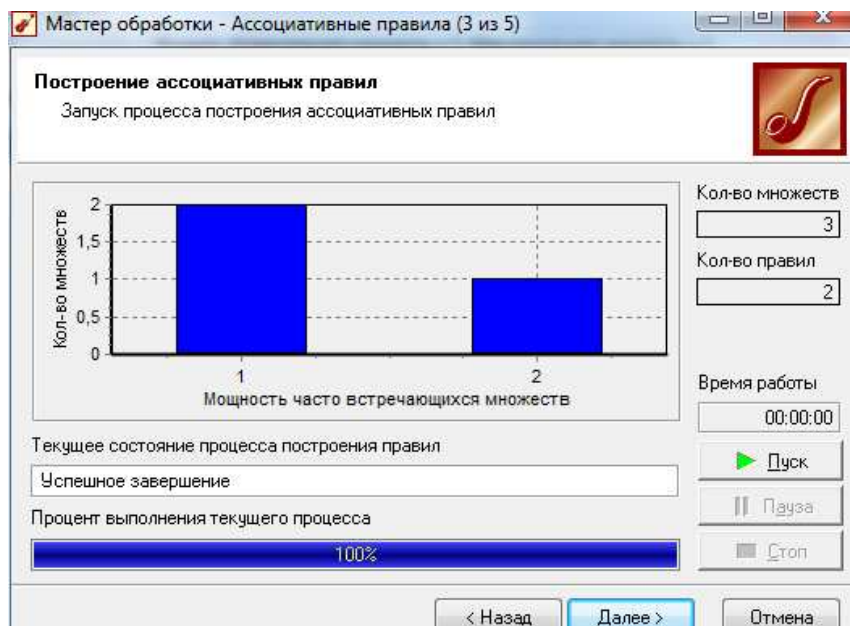 Мастер обработки - Ассоциативные правила (3 из 5)
Построение ассоциативных правил
Запуск процесса построения ассоциативных правил
Кол-во множеств
2
1,5
1
0,5
0
1 2
Мощность часто встречающихся множеств
Кол-во множеств
3
Кол-во правил
2
Время работы
00:00:00
Текущее состояние процесса построения правил
Успешное завершение
Процент выполнения текущего процесса
100%
Пуск
Пауза
Стоп
< Назад Далее > Отмена